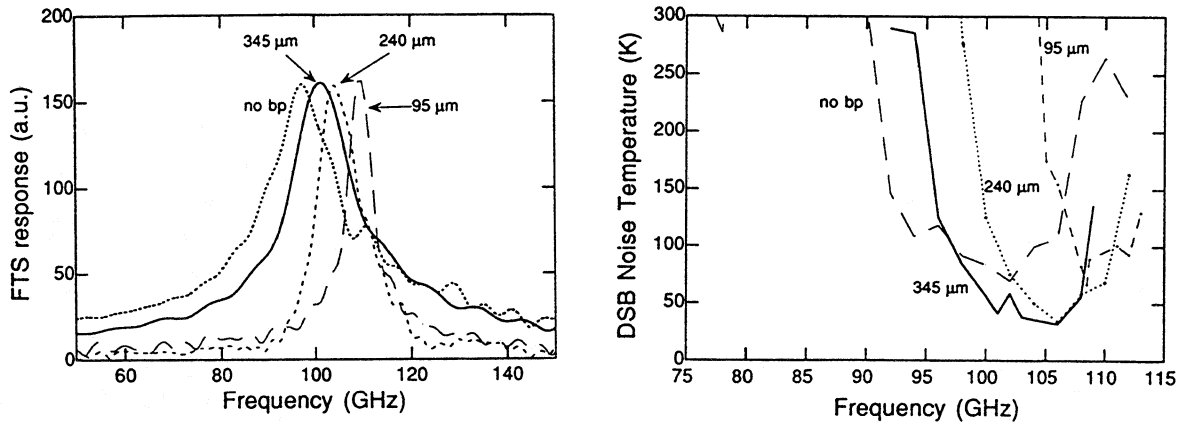 200
150
100
50
0
60
80
100
120
140
345 μm
240 μm
no bp
95 μm
FTS response (a.u.)
Frequency (GHz)
300
250
200
150
100
50
0
75
80
85
90
95
100
105
110
115
95 μm
no bp
240 μm
345 μm
DSB Noise Temperature (K)
Frequency (GHz)